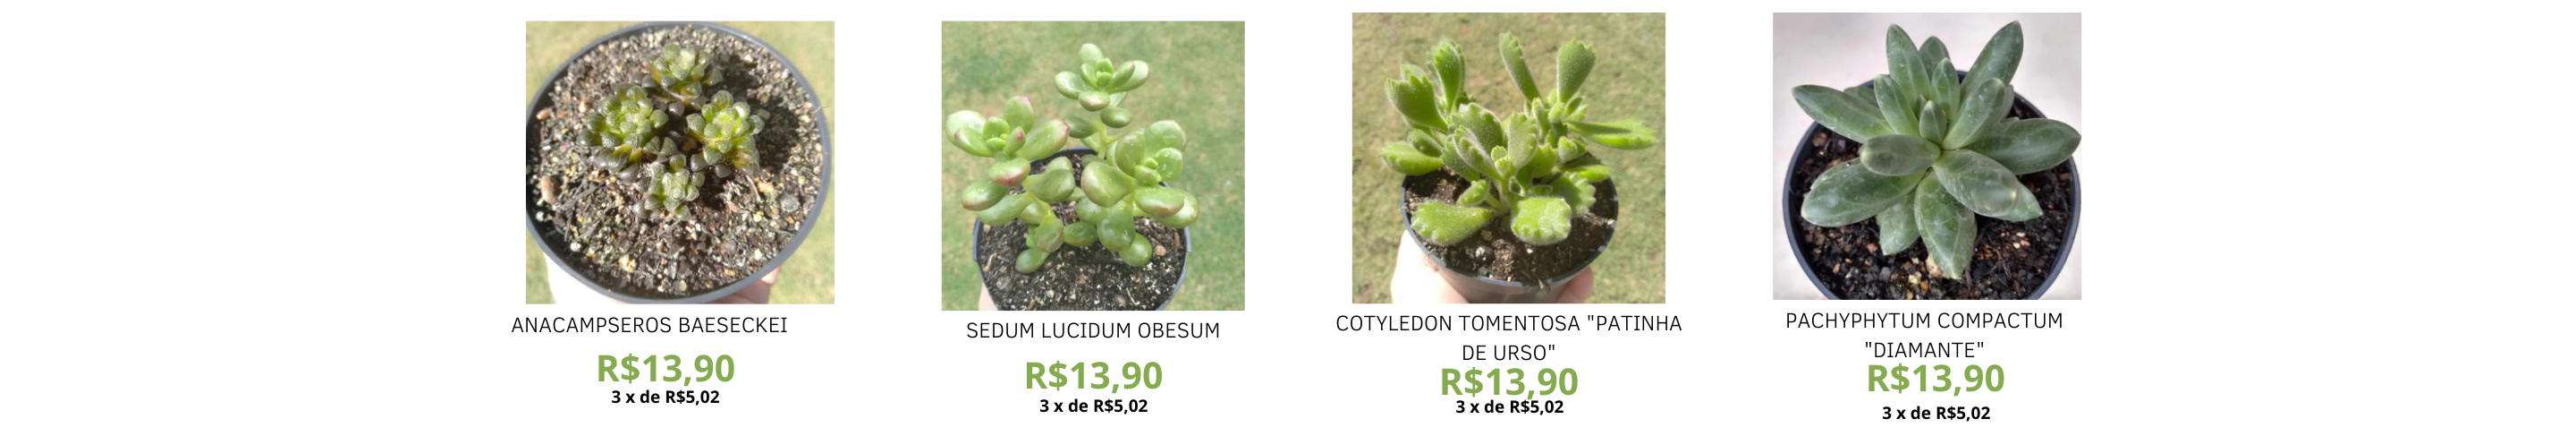 ANACAMPSEROS BAESECKEI
R$13,90
3 x de R$5,02
SEDUM LUCIDUM OBESUM
R$13,90
3 x de R$5,02
COTYLEDON TOMENTOSA "PATINHA
DE URSO"
R$13,90
3 x de R$5,02
PACHYPHYTUM COMPACTUM
"DIAMANTE"
R$13,90
3 x de R$5,02